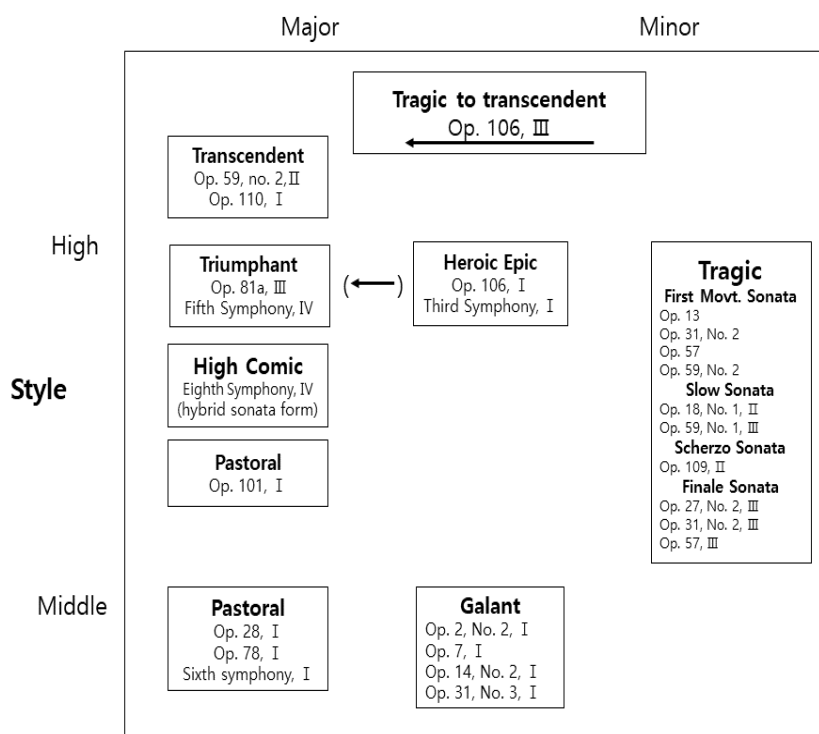 Major
Minor
Tragic to transcendent
Op. 106, Ⅲ
Transcendent
Op. 59, no. 2,Ⅱ
Op. 110, Ⅰ
High
Triumphant
Op. 81a, Ⅲ
Fifth Symphony, Ⅳ
( )
Heroic Epic
Op. 106, Ⅰ
Third Symphony, Ⅰ
Tragic
First Movt. Sonata
Op. 13
Op. 31, No. 2
Op. 57
Op. 59, No. 2
Slow Sonata
Op. 18, No. 1, Ⅱ
Op. 59, No. 1, Ⅲ
Scherzo Sonata
Op. 109, Ⅱ
Finale Sonata
Op. 27, No. 2, Ⅲ
Op. 31, No. 2, Ⅲ
Op. 57, Ⅲ
Style
High Comic
Eighth Symphony, Ⅳ
(hybrid sonata form)
Pastoral
Op. 101, Ⅰ
Middle
Pastoral
Op. 28, Ⅰ
Op. 78, Ⅰ
Sixth symphony, Ⅰ
Galant
Op. 2, No. 2, Ⅰ
Op. 7, Ⅰ
Op. 14, No. 2, Ⅰ
Op. 31, No. 3, Ⅰ